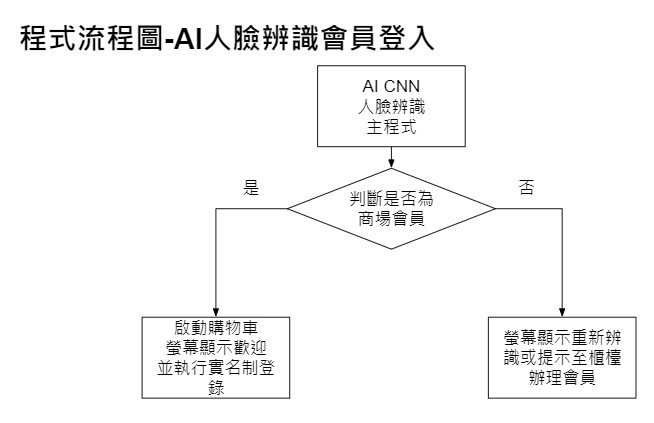 程式流程圖-AI人臉辨識會員登入
AI CNN
人臉辨識
主程式
是
否
判斷是否為
商場會員
啟動購物車
螢幕顯示歡迎
並執行實名制登
錄
螢幕顯示重新辨
識或提示至櫃檯
辦理會員